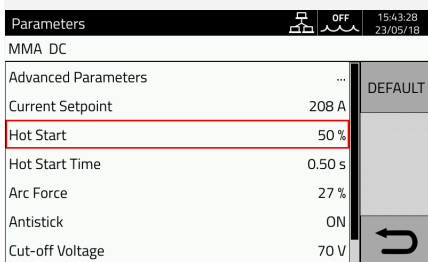 Parameters
OFF
15:43:28
23/05/18
MMA DC
Advanced Parameters ...
DEFAULT
Current Setpoint 208 A
Hot Start 50 %
Hot Start Time 0.50 s
Arc Force 27 %
Antistick ON
Cut-off Voltage 70 V